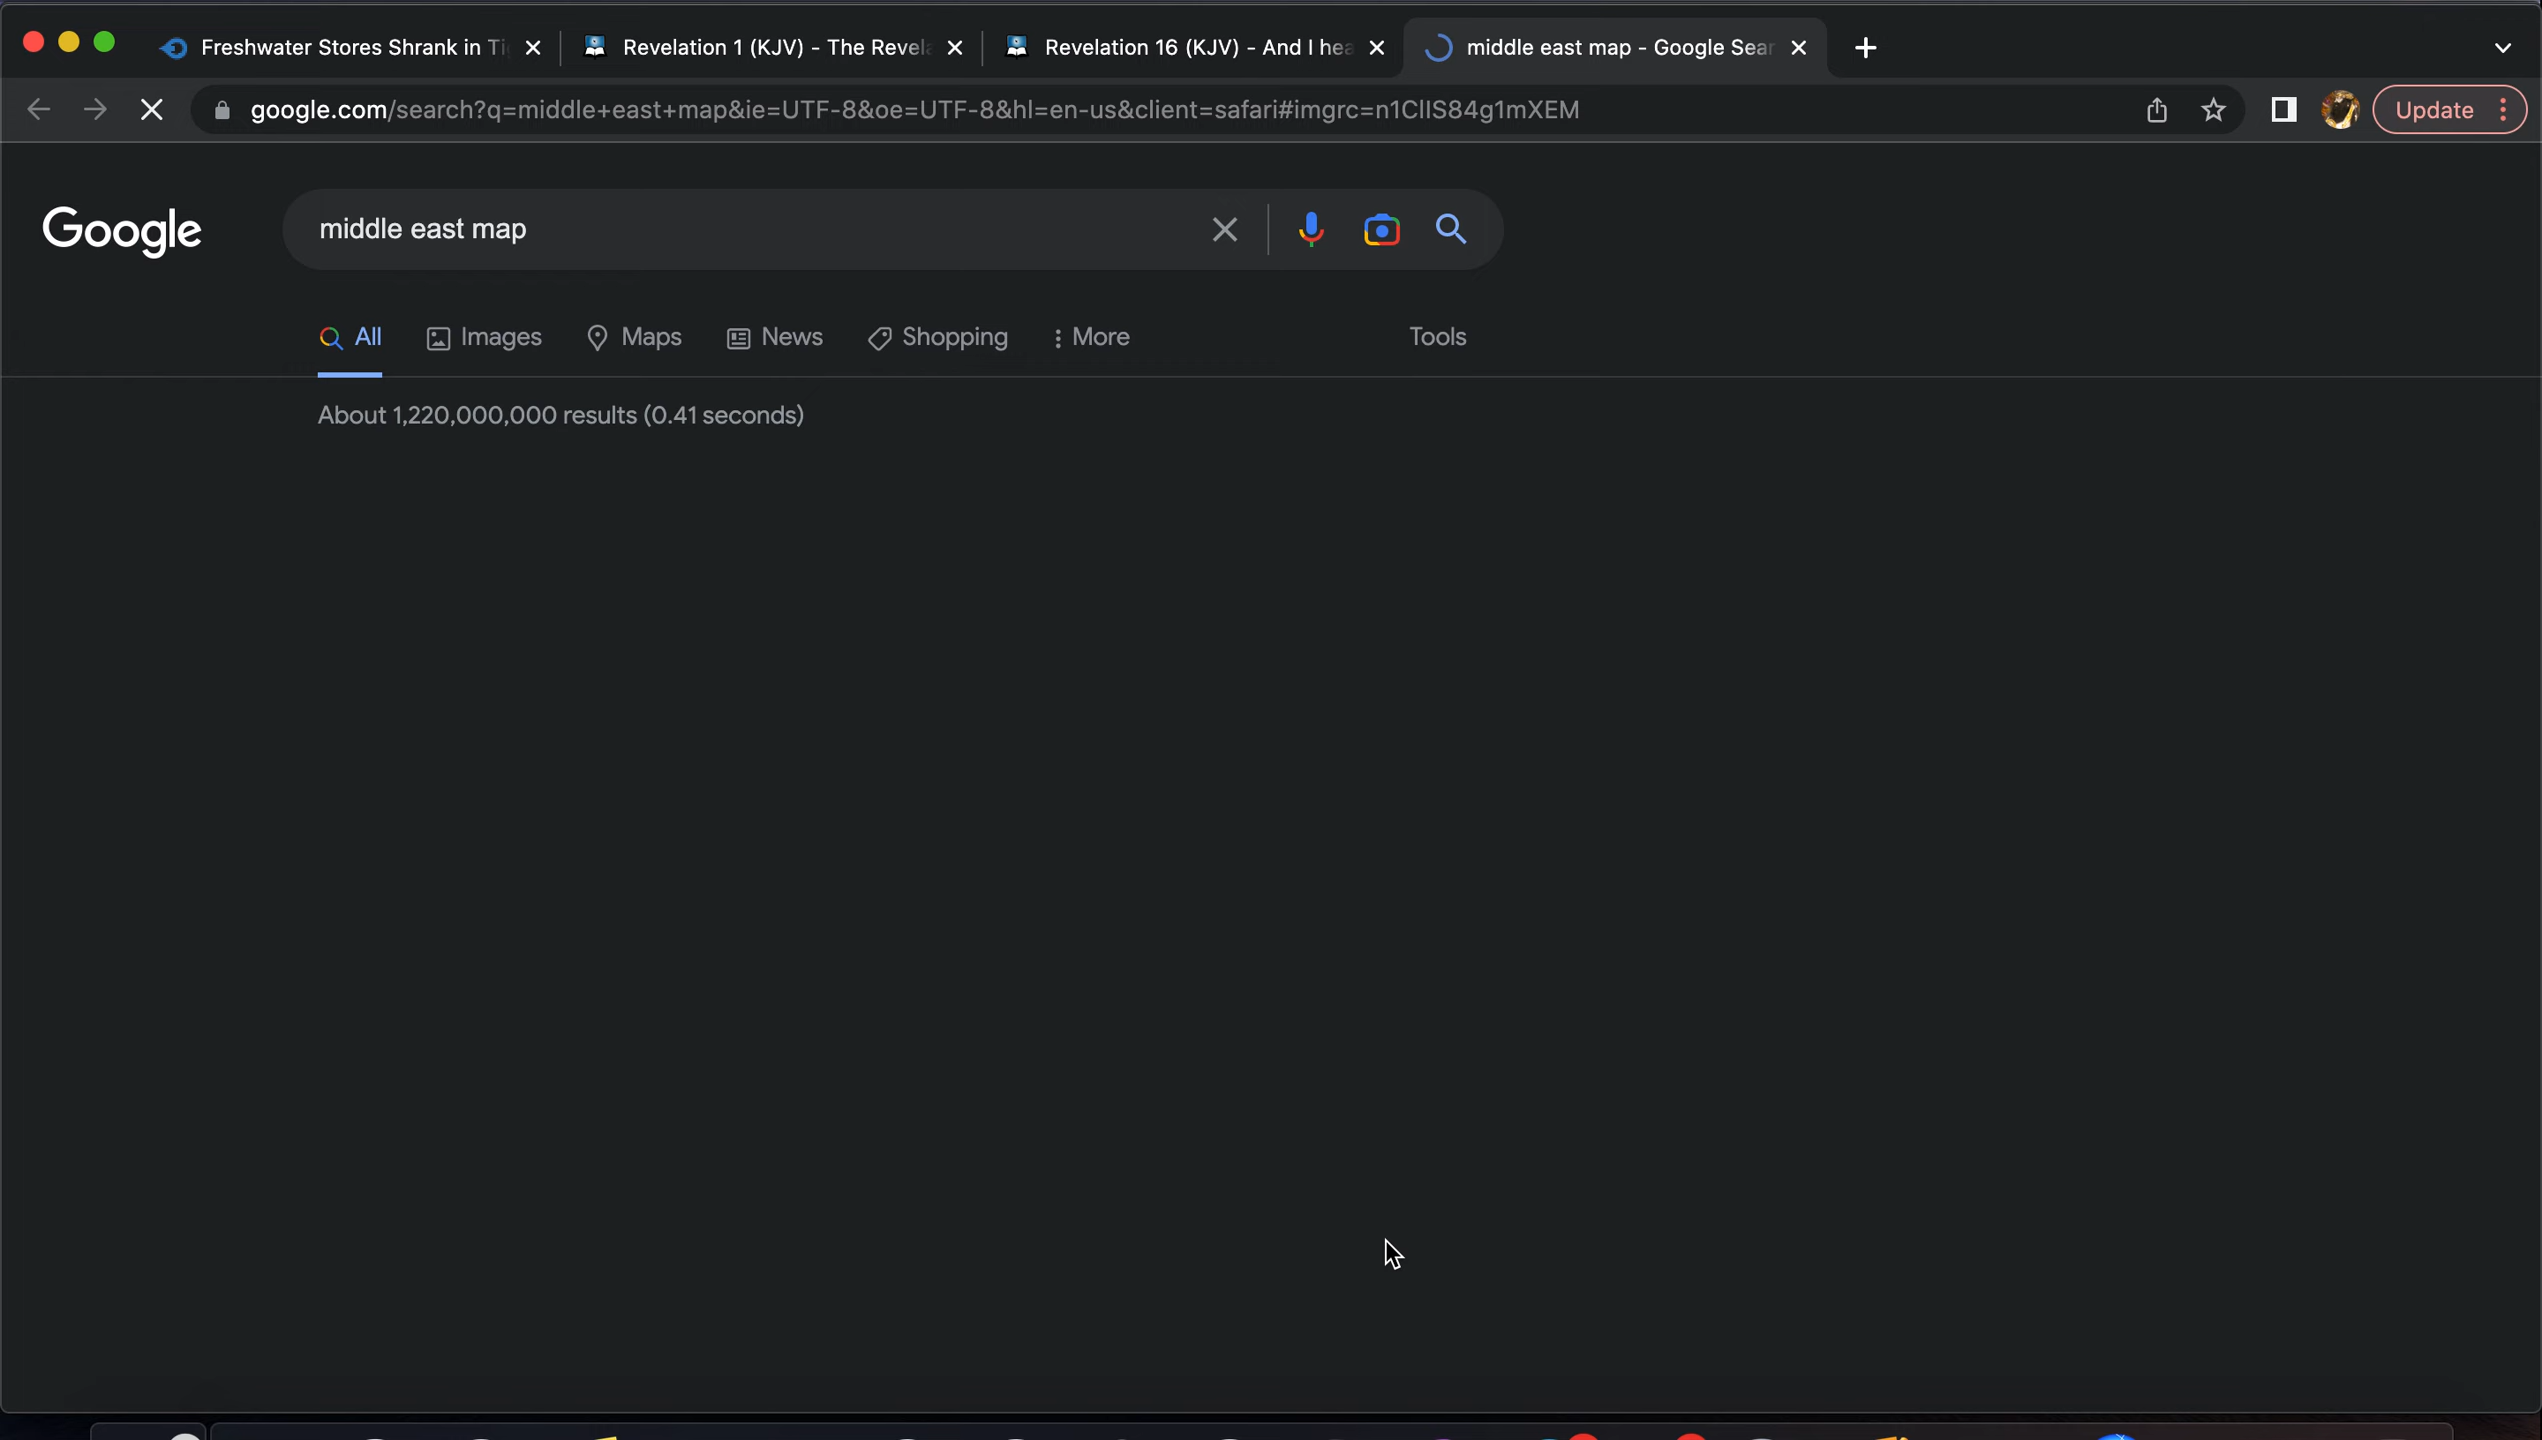 Freshwater Stores Shrank in Ti
Revelation 1 (KJV) - The Revela
Revelation 16 (KJV) - And I hea
middle east map - Google Sear
google.com/search?q=middle+east+map&ie=UTF-8&oe=UTF-8&hl=en-us&client=safari#imgrc=n1ClIS84g1mXEM
Update
Google
middle east map
All
Images
Maps
News
Shopping
More
Tools
About 1,220,000,000 results (0.41 seconds)